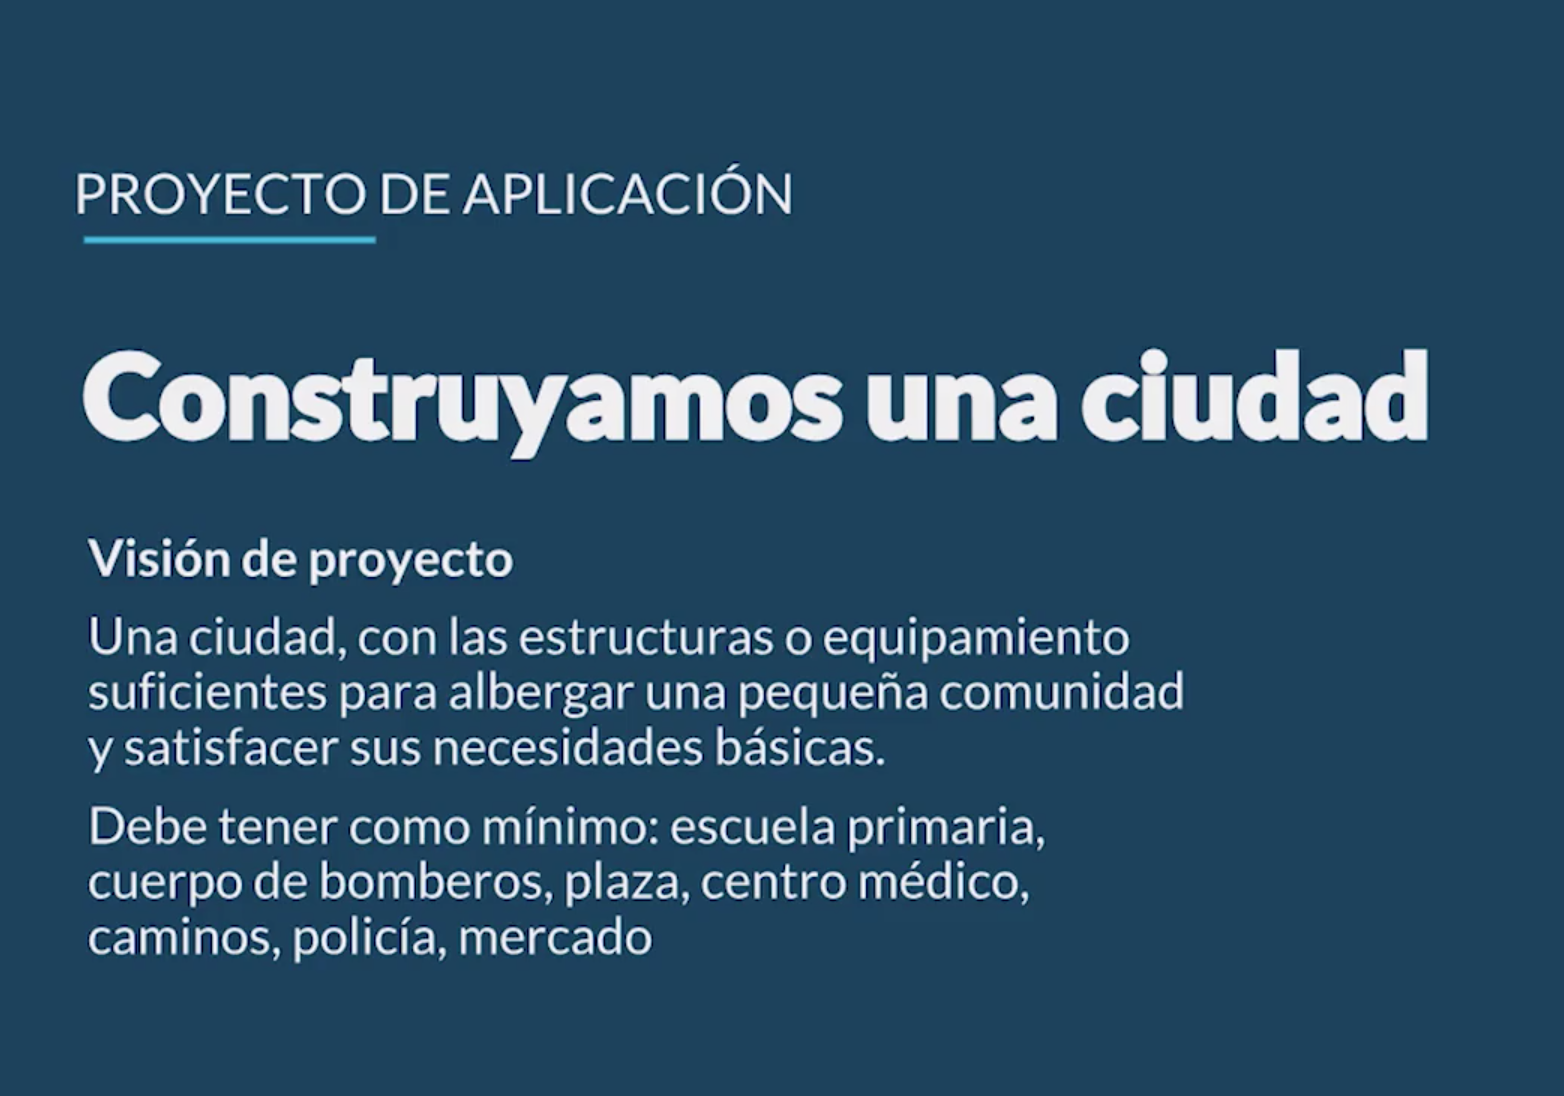 PROYECTO DE APLICACIÓN
Construyamos una ciudad
Visión de proyecto
Una ciudad, con las estructuras o equipamiento
suficientes para albergar una pequeña comunidad
y satisfacer sus necesidades básicas.
Debe tener como mínimo: escuela primaria,
cuerpo de bomberos, plaza, centro médico,
caminos, policía, mercado